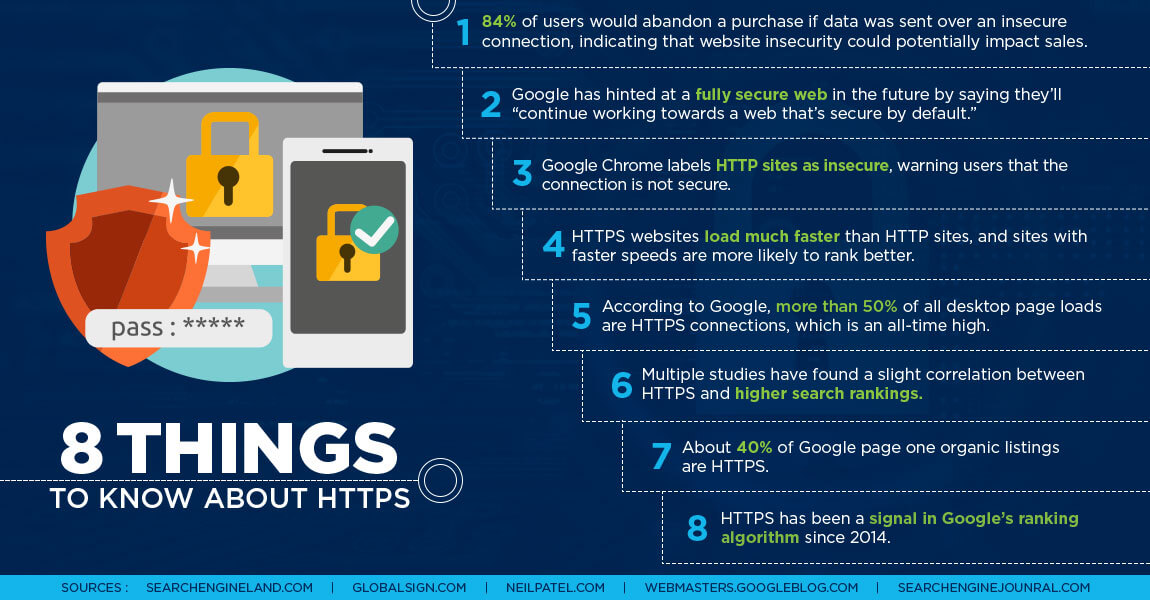 1 84% of users would abandon a purchase if data was sent over an insecure
connection, indicating that website insecurity could potentially impact sales.
2 Google has hinted at a fully secure web in the future by saying they’ll
“continue working towards a web that’s secure by default.”
3 Google Chrome labels HTTP sites as insecure, warning users that the
connection is not secure.
4 HTTPS websites load much faster than HTTP sites, and sites with
faster speeds are more likely to rank better.
5 According to Google, more than 50% of all desktop page loads
are HTTPS connections, which is an all-time high.
6 Multiple studies have found a slight correlation between
HTTPS and higher search rankings.
7 About 40% of Google page one organic listings
are HTTPS.
8 HTTPS has been a signal in Google’s ranking
algorithm since 2014.
pass : *****
8 THINGS
TO KNOW ABOUT HTTPS
SOURCES : SEARCHENGINELAND.COM | GLOBALSIGN.COM | NEILPATEL.COM | WEBMASTERS.GOOGLEBLOG.COM | SEARCHENGINEJOUNRAL.COM